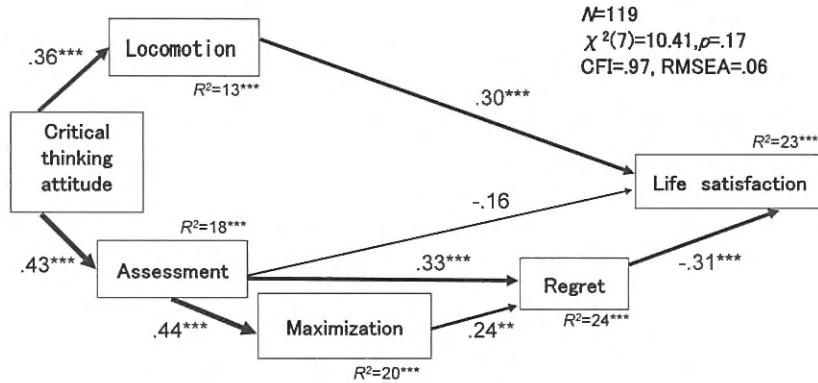 N=119
χ²(7)=10.41,p=.17
CFI=.97, RMSEA=.06
Locomotion
.36***
R²=13***
.30***
Critical
thinking
attitude
R²=23***
Life satisfaction
-.16
R²=18***
.43***
Assessment
.33***
Regret
-.31***
.44***
Maximization
.24**
R²=24***
R²=20***